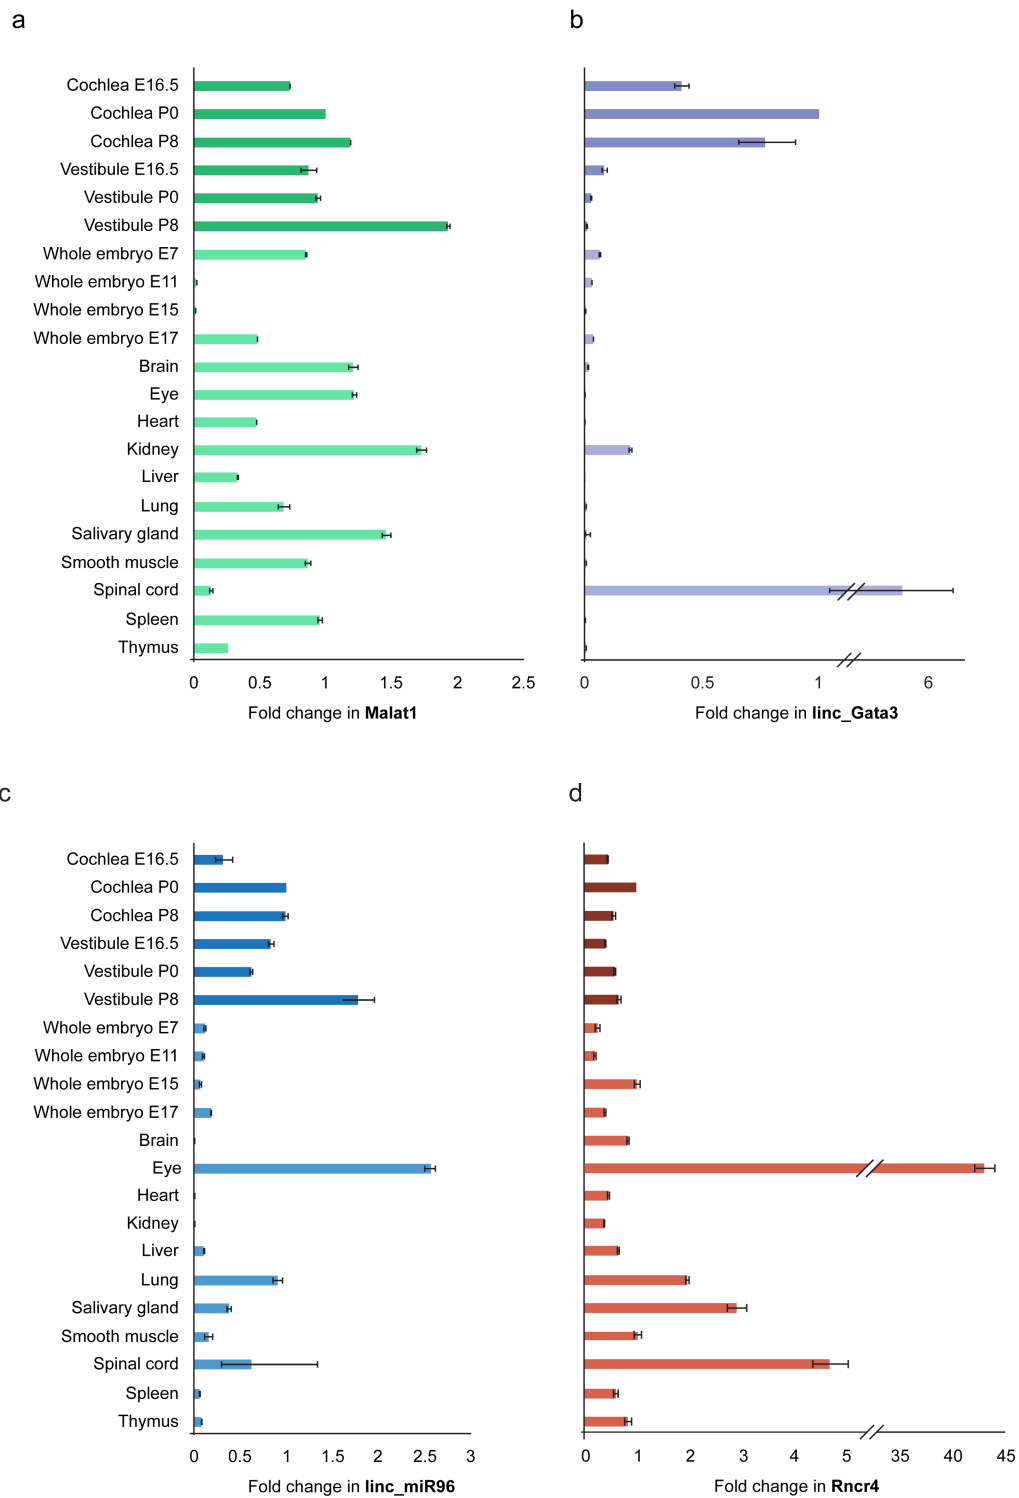 a
Cochlea E16.5
Cochlea P0
Cochlea P8
Vestibule E16.5
Vestibule P0
Vestibule P8
Whole embryo E7
Whole embryo E11
Whole embryo E15
Whole embryo E17
Brain
Eye
Heart
Kidney
Liver
Lung
Salivary gland
Smooth muscle
Spinal cord
Spleen
Thymus
0 0.5 1 1.5 2 2.5
Fold change in Malat1
b
0 0.5 1 6
Fold change in linc_Gata3
c
Cochlea E16.5
Cochlea P0
Cochlea P8
Vestibule E16.5
Vestibule P0
Vestibule P8
Whole embryo E7
Whole embryo E11
Whole embryo E15
Whole embryo E17
Brain
Eye
Heart
Kidney
Liver
Lung
Salivary gland
Smooth muscle
Spinal cord
Spleen
Thymus
0 0.5 1 1.5 2 2.5 3
Fold change in linc_miR96
d
0 1 2 3 4 5 35 40 45
Fold change in Rncr4